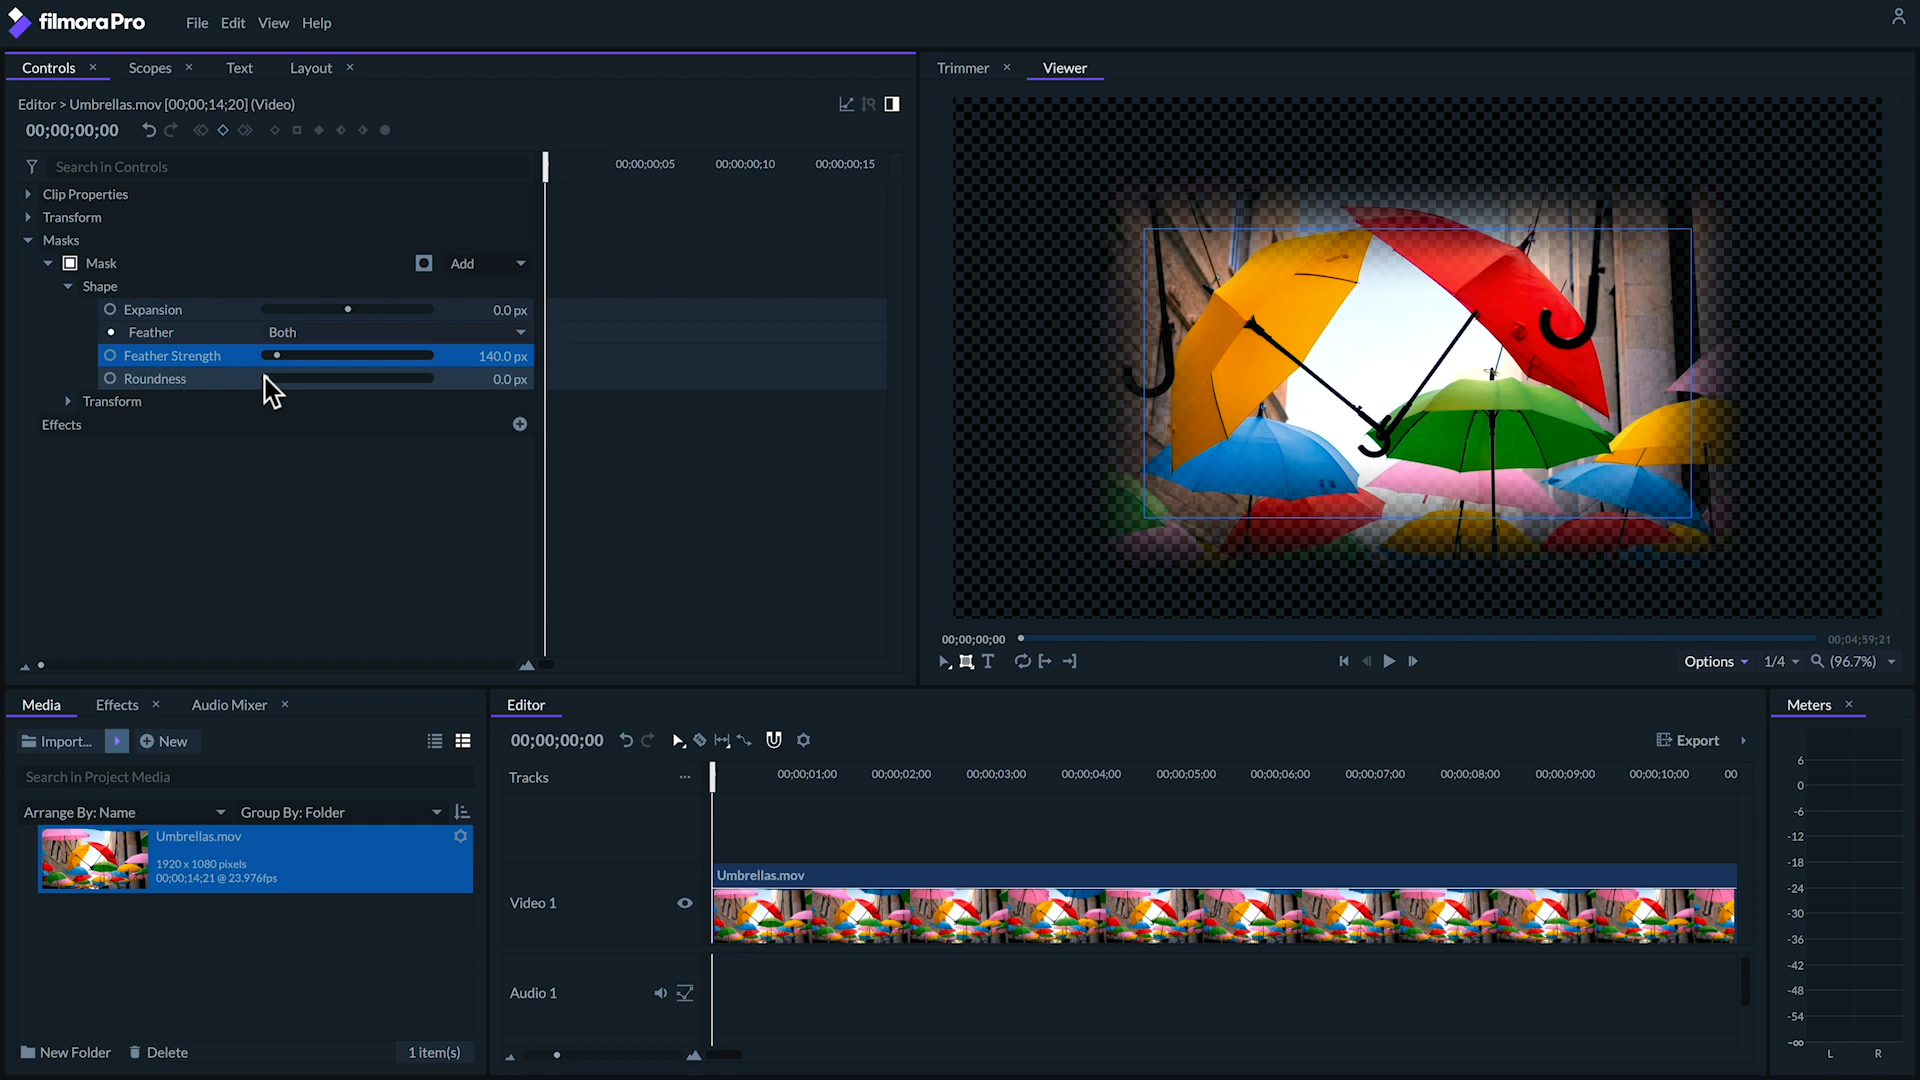 filmoraPro File Edit View Help
Controls Scopes Text Layout
Trimmer Viewer
Editor > Umbrellas.mov [00;00;14;20] (Video)
00;00;00;00
Search in Controls
00;00;00;05 00;00;00;10 00;00;00;15
Clip Properties
Transform
Masks
Mask Add
Shape
Expansion 0.0 px
Feather Both
Feather Strength 140.0 px
Roundness 0.0 px
Transform
Effects
00;00;00;00 00;04;59;21
Options 1/4 (96.7%)
Media Effects Audio Mixer
Editor
Meters
Import... New
00;00;00;00
Export
Search in Project Media
Tracks
00;00;01;00 00;00;02;00 00;00;03;00 00;00;04;00 00;00;05;00 00;00;06;00 00;00;07;00 00;00;08;00 00;00;09;00 00;00;10;00 00
Arrange By: Name Group By: Folder
Umbrellas.mov
1920 x 1080 pixels
00;00;14;21 @ 23.976fps
Umbrellas.mov
Video 1
Audio 1
6
0
-6
-12
-18
-24
-30
-36
-42
-48
-54
-∞
L R
New Folder Delete 1 item(s)